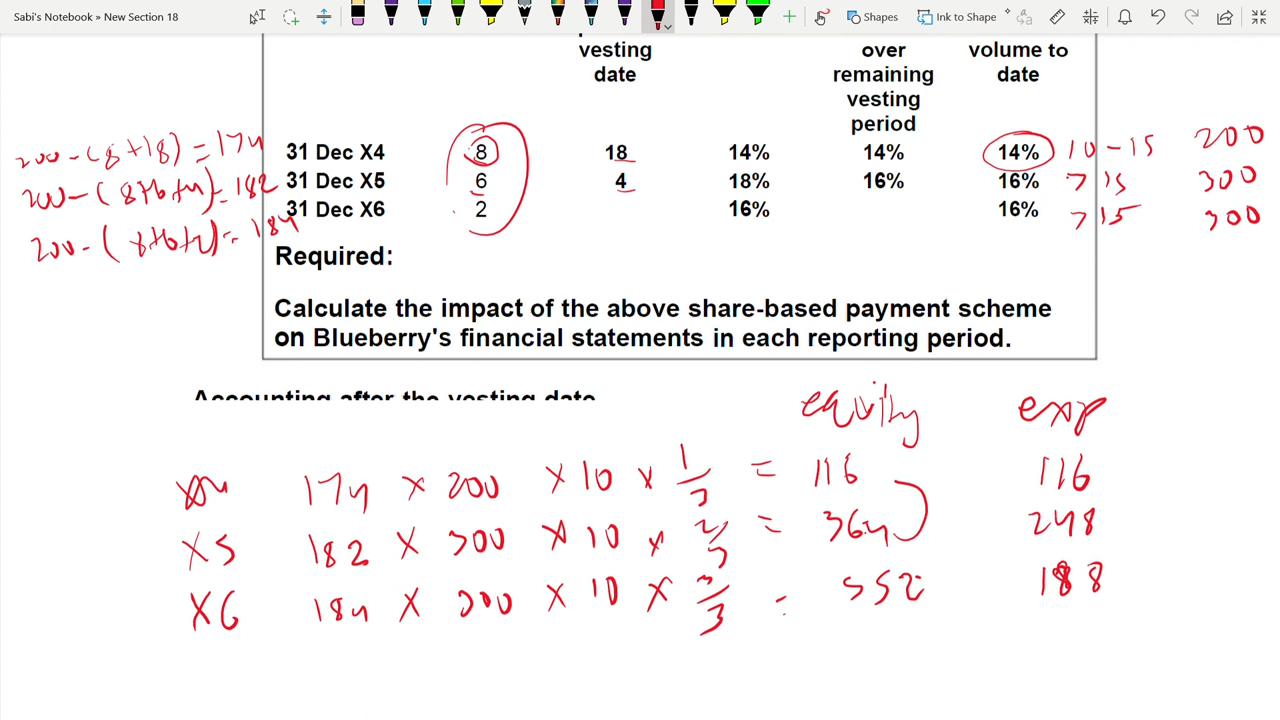 Sabi's Notebook » New Section 18
Shapes
Ink to Shape
vesting date
over remaining vesting period
volume to date
31 Dec X4 8 18 14% 14% 14% 10 - 15 200
31 Dec X5 6 4 18% 16% 16% > 15 300
31 Dec X6 2 16% 16% > 15 300
200 - (8 + 18) = 174
200 - (8+6+4) = 182
200 - (8+6+2) = 184
Required:
Calculate the impact of the above share-based payment scheme
on Blueberry's financial statements in each reporting period.
Accounting after the vesting date
equity exp
X4 174 × 200 × 10 × 1/3 = 116 116
X5 182 × 300 × 10 × 2/3 = 364 248
X6 184 × 300 × 10 × 3/3 = 552 188